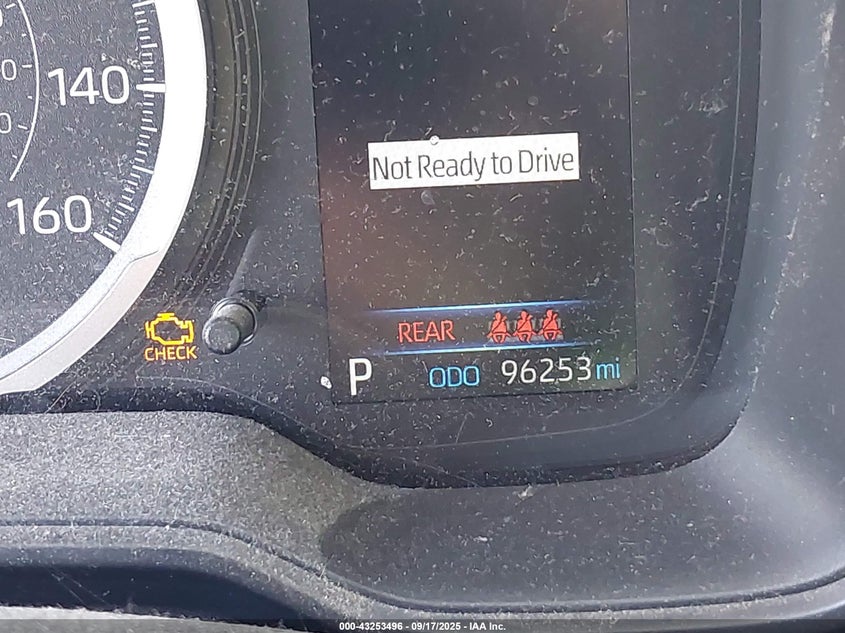 140
160
Not Ready to Drive
CHECK
REAR
P ODO 96253 mi
000-43253496 - 09/17/2025 - IAA Inc.